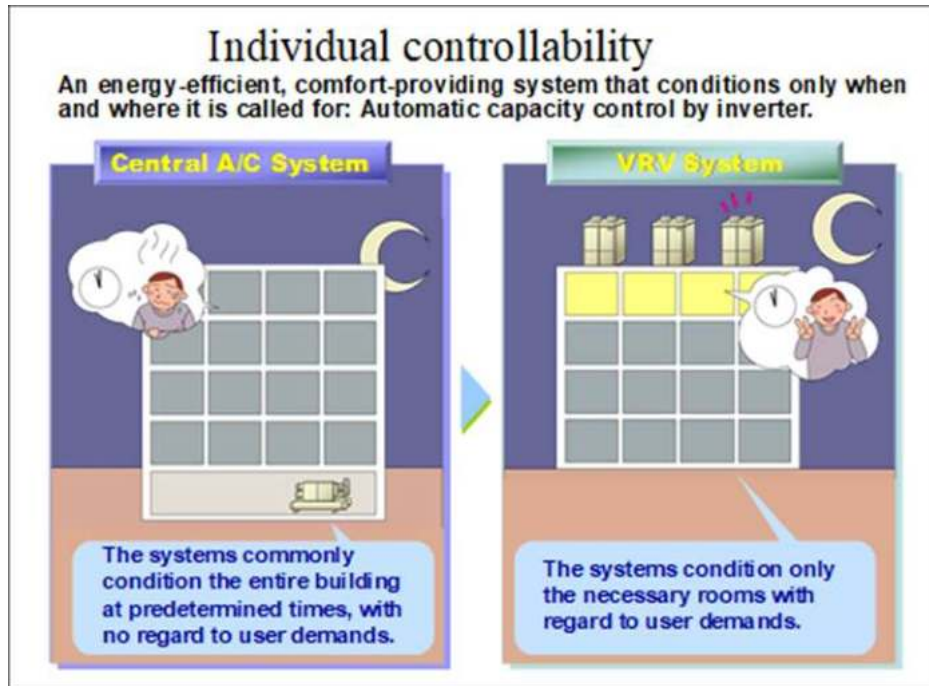 Individual controllability
An energy-efficient, comfort-providing system that conditions only when
and where it is called for: Automatic capacity control by inverter.
Central A/C System
The systems commonly
condition the entire building
at predetermined times, with
no regard to user demands.
VRV System
The systems condition only
the necessary rooms with
regard to user demands.